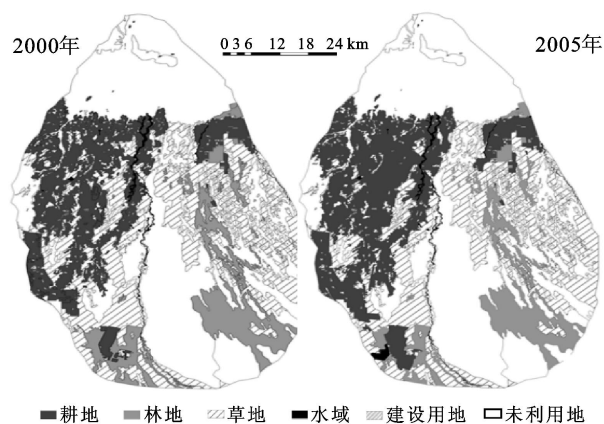 2000年
0 3 6 12 18 24 km
2005年
耕地 林地 草地 水域 建设用地 未利用地